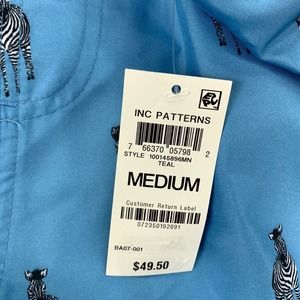 INC PATTERNS
7 66370 05798 2
STYLE 100145896MN
TEAL
MEDIUM
Customer Return Label
072350192091
BA07-001
$49.50